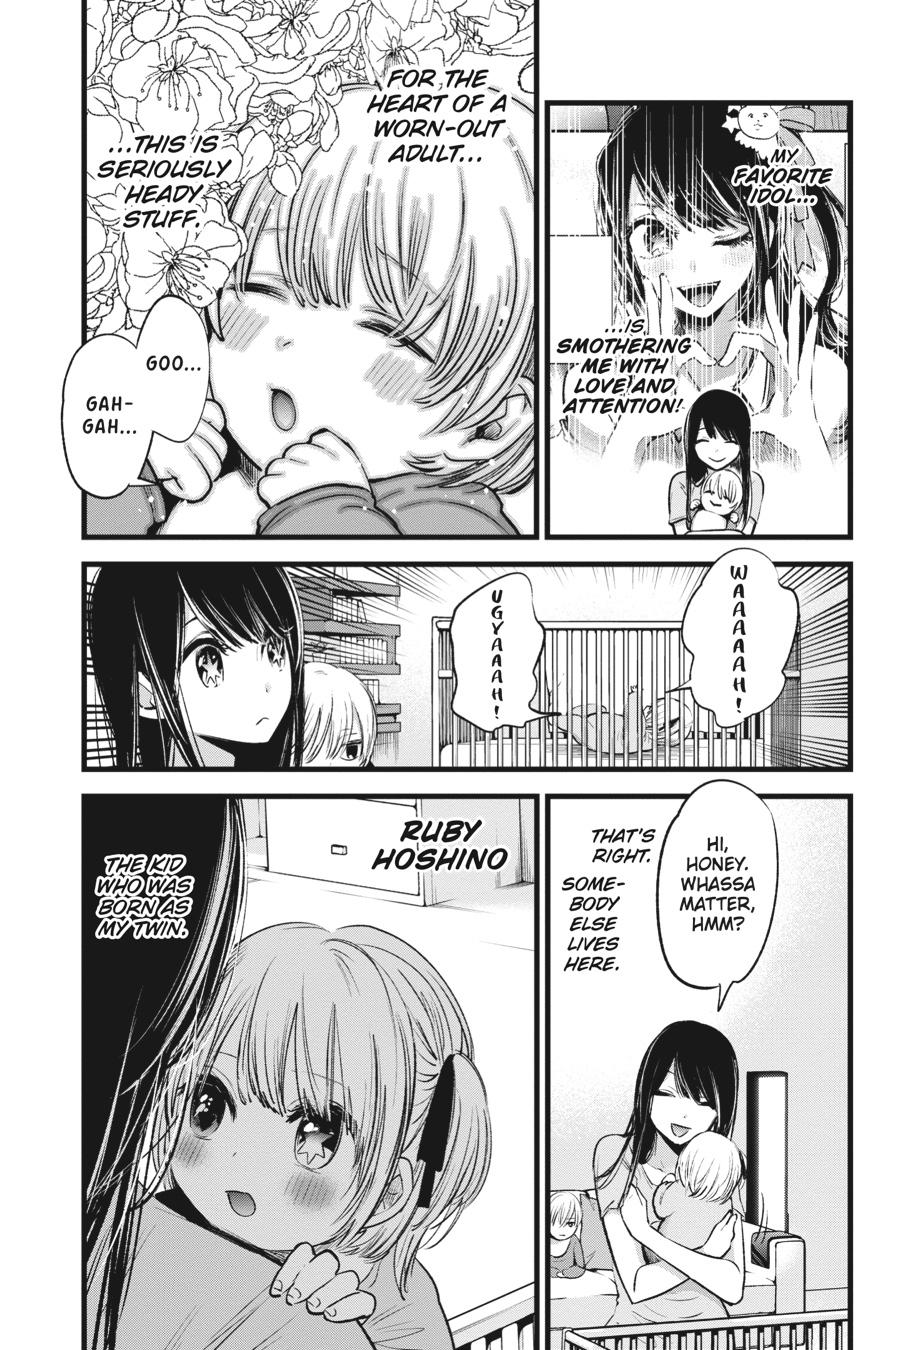 MY
FAVORITE
IDOL...
...IS
SMOTHERING
ME WITH
LOVE AND
ATTENTION!
FOR THE
HEART OF A
WORN-OUT
ADULT...
...THIS IS
SERIOUSLY
HEADY
STUFF.
GOO...
GAH-
GAH...
WAAAAAH!
UGYAAAH!
HI,
HONEY.
WHASSA
MATTER,
HMM?
THAT'S
RIGHT.
SOME-
BODY
ELSE
LIVES
HERE.
RUBY
HOSHINO
THE KID
WHO WAS
BORN AS
MY TWIN.